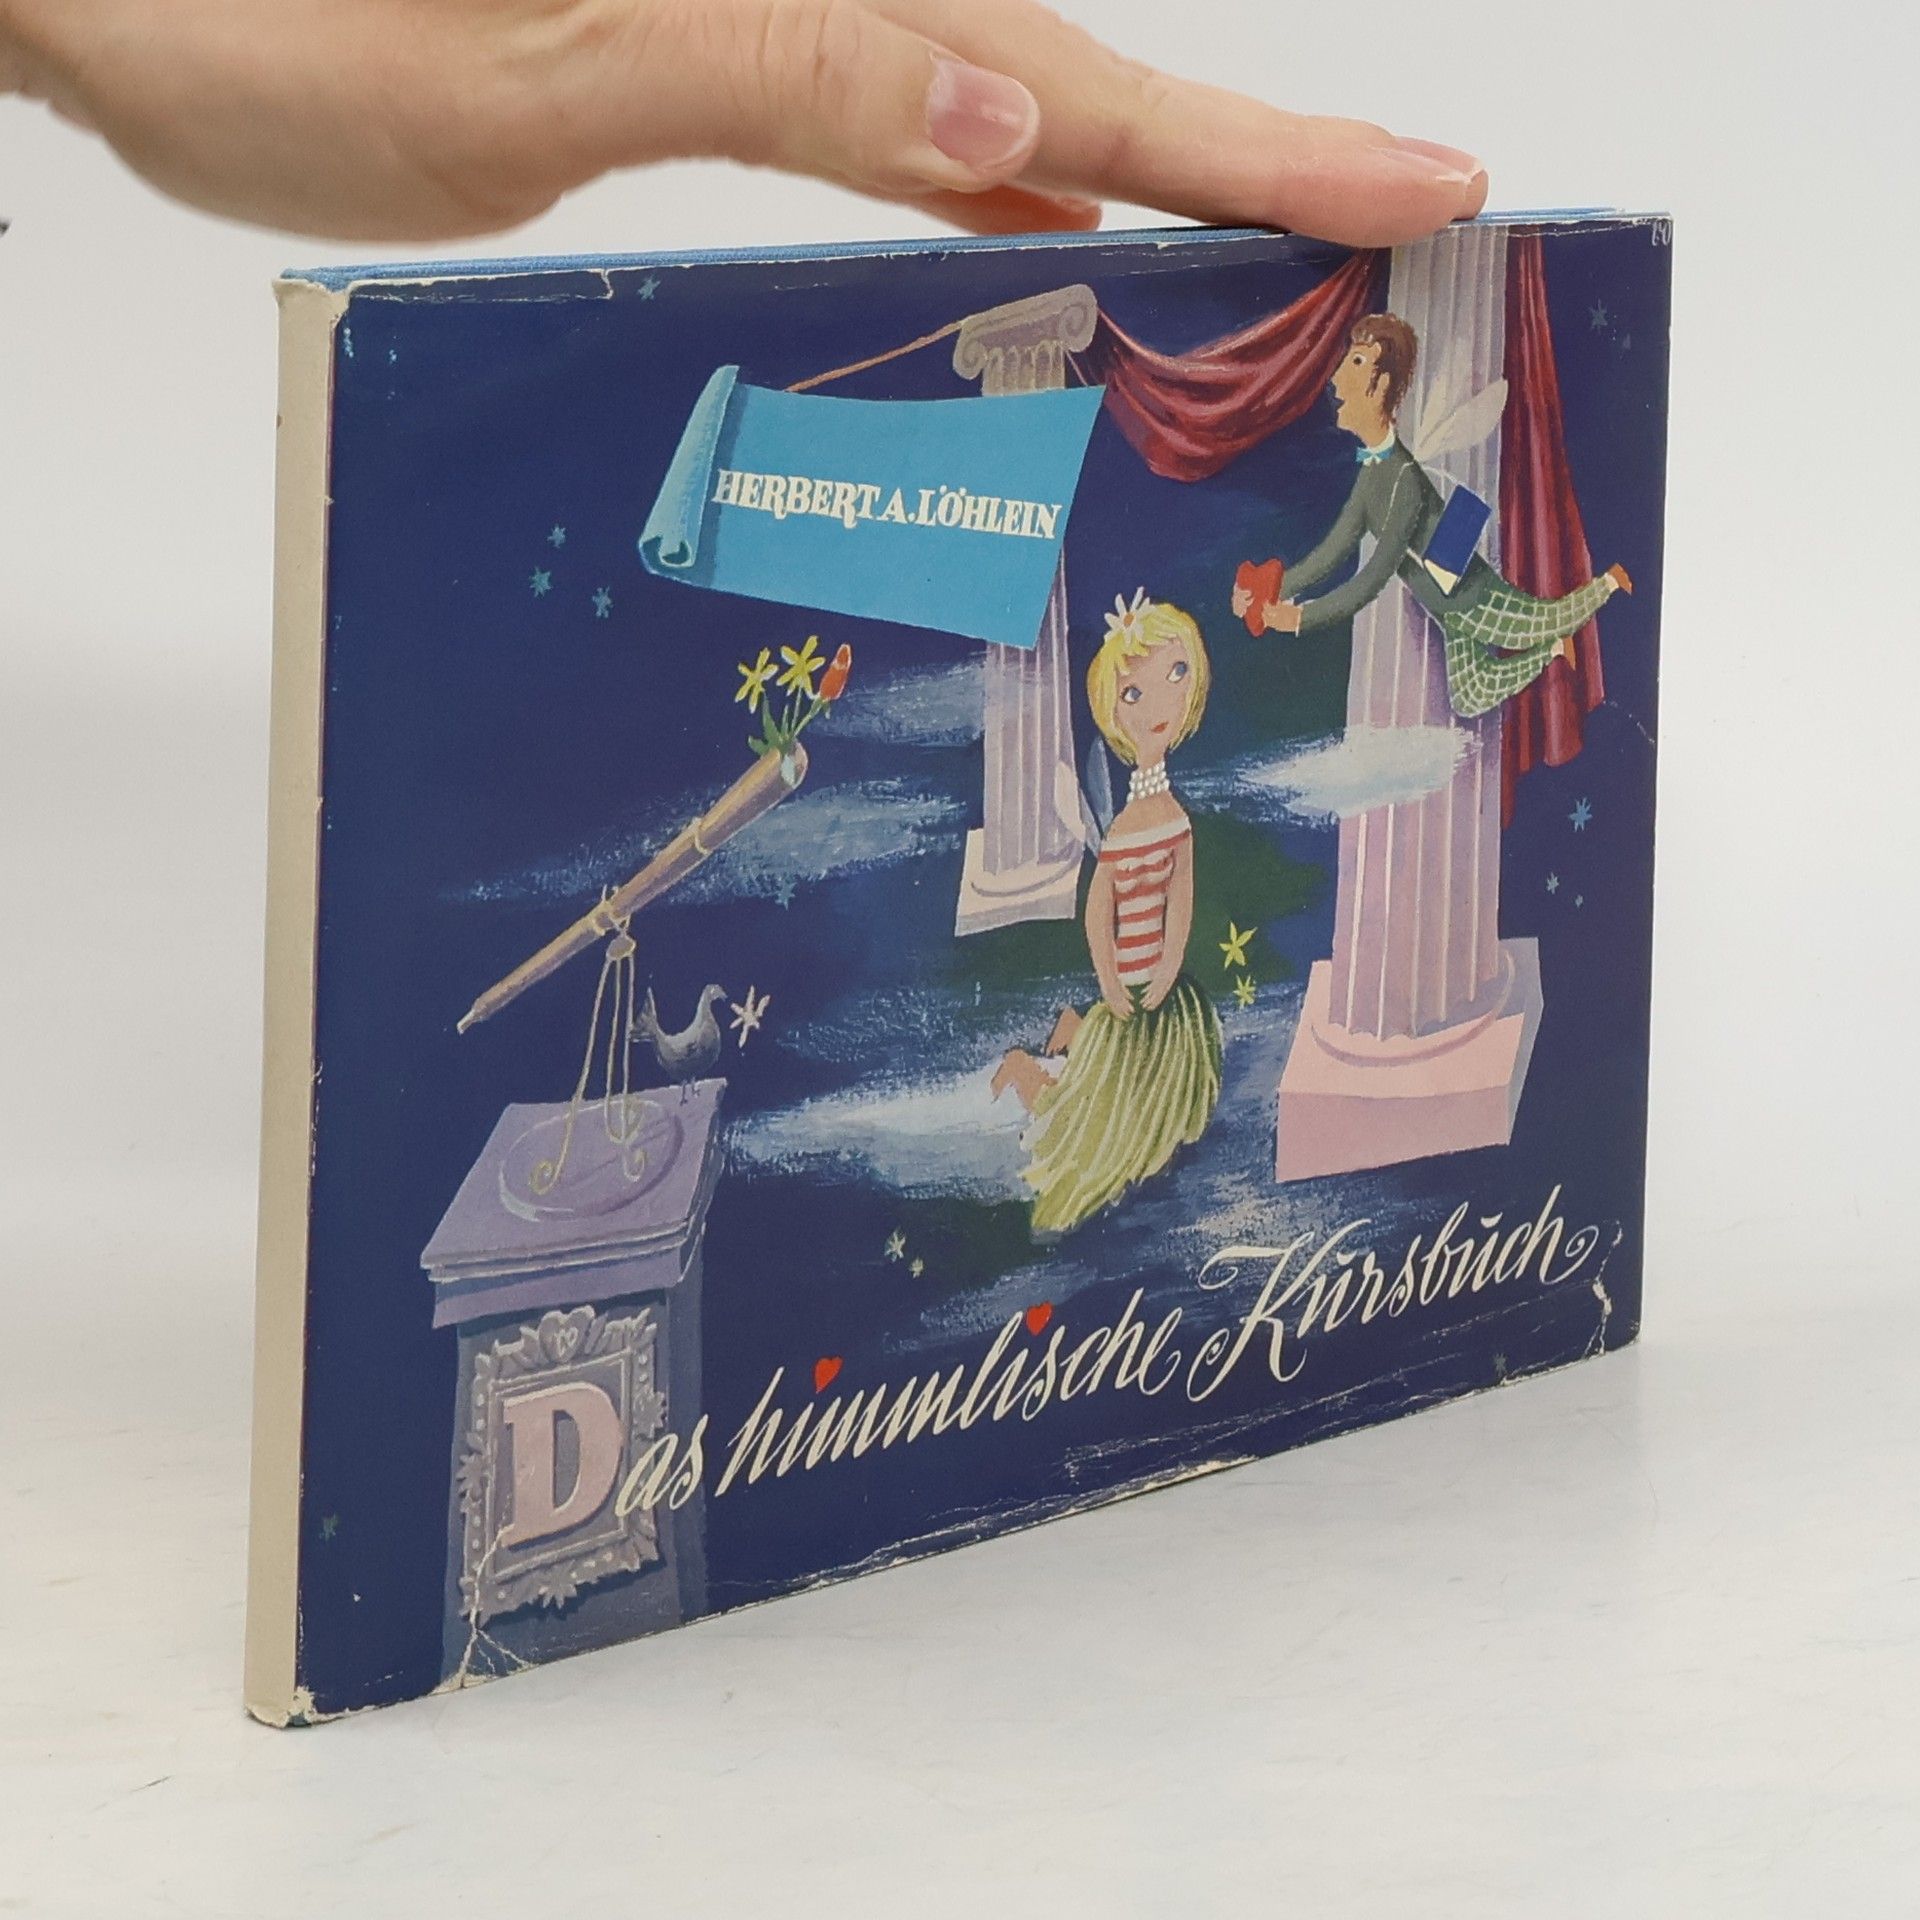 HERBERT A. LÖHLEIN
Das himmlische Kursbuch